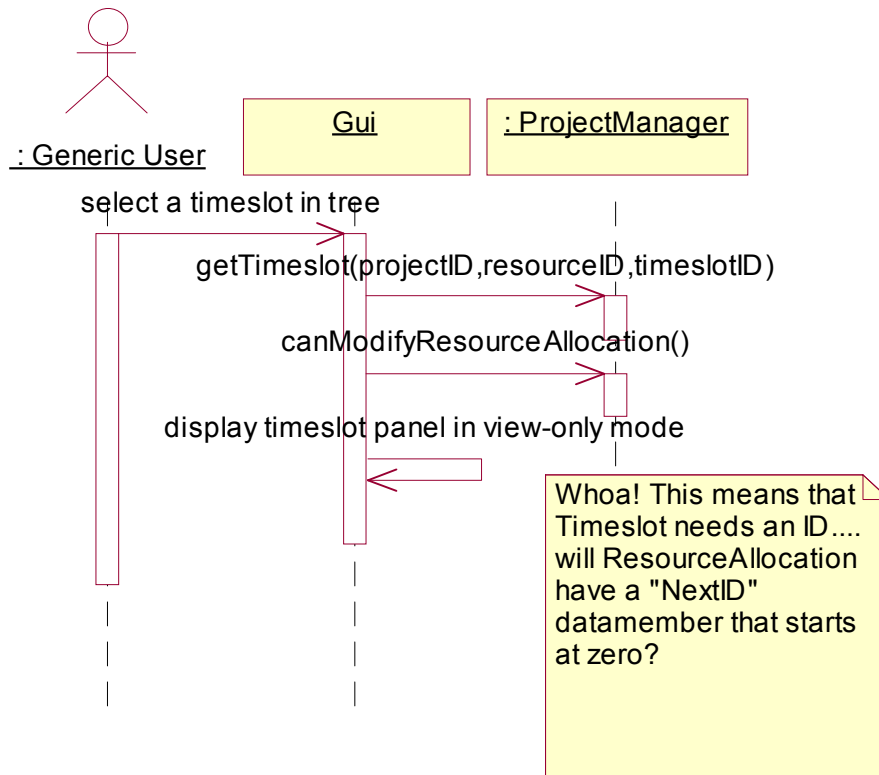 Gui
: ProjectManager
: Generic User
select a timeslot in tree
getTimeslot(projectID,resourceID,timeslotID)
canModifyResourceAllocation()
display timeslot panel in view-only mode
Whoa! This means that
Timeslot needs an ID....
will ResourceAllocation
have a "NextID"
datamember that starts
at zero?